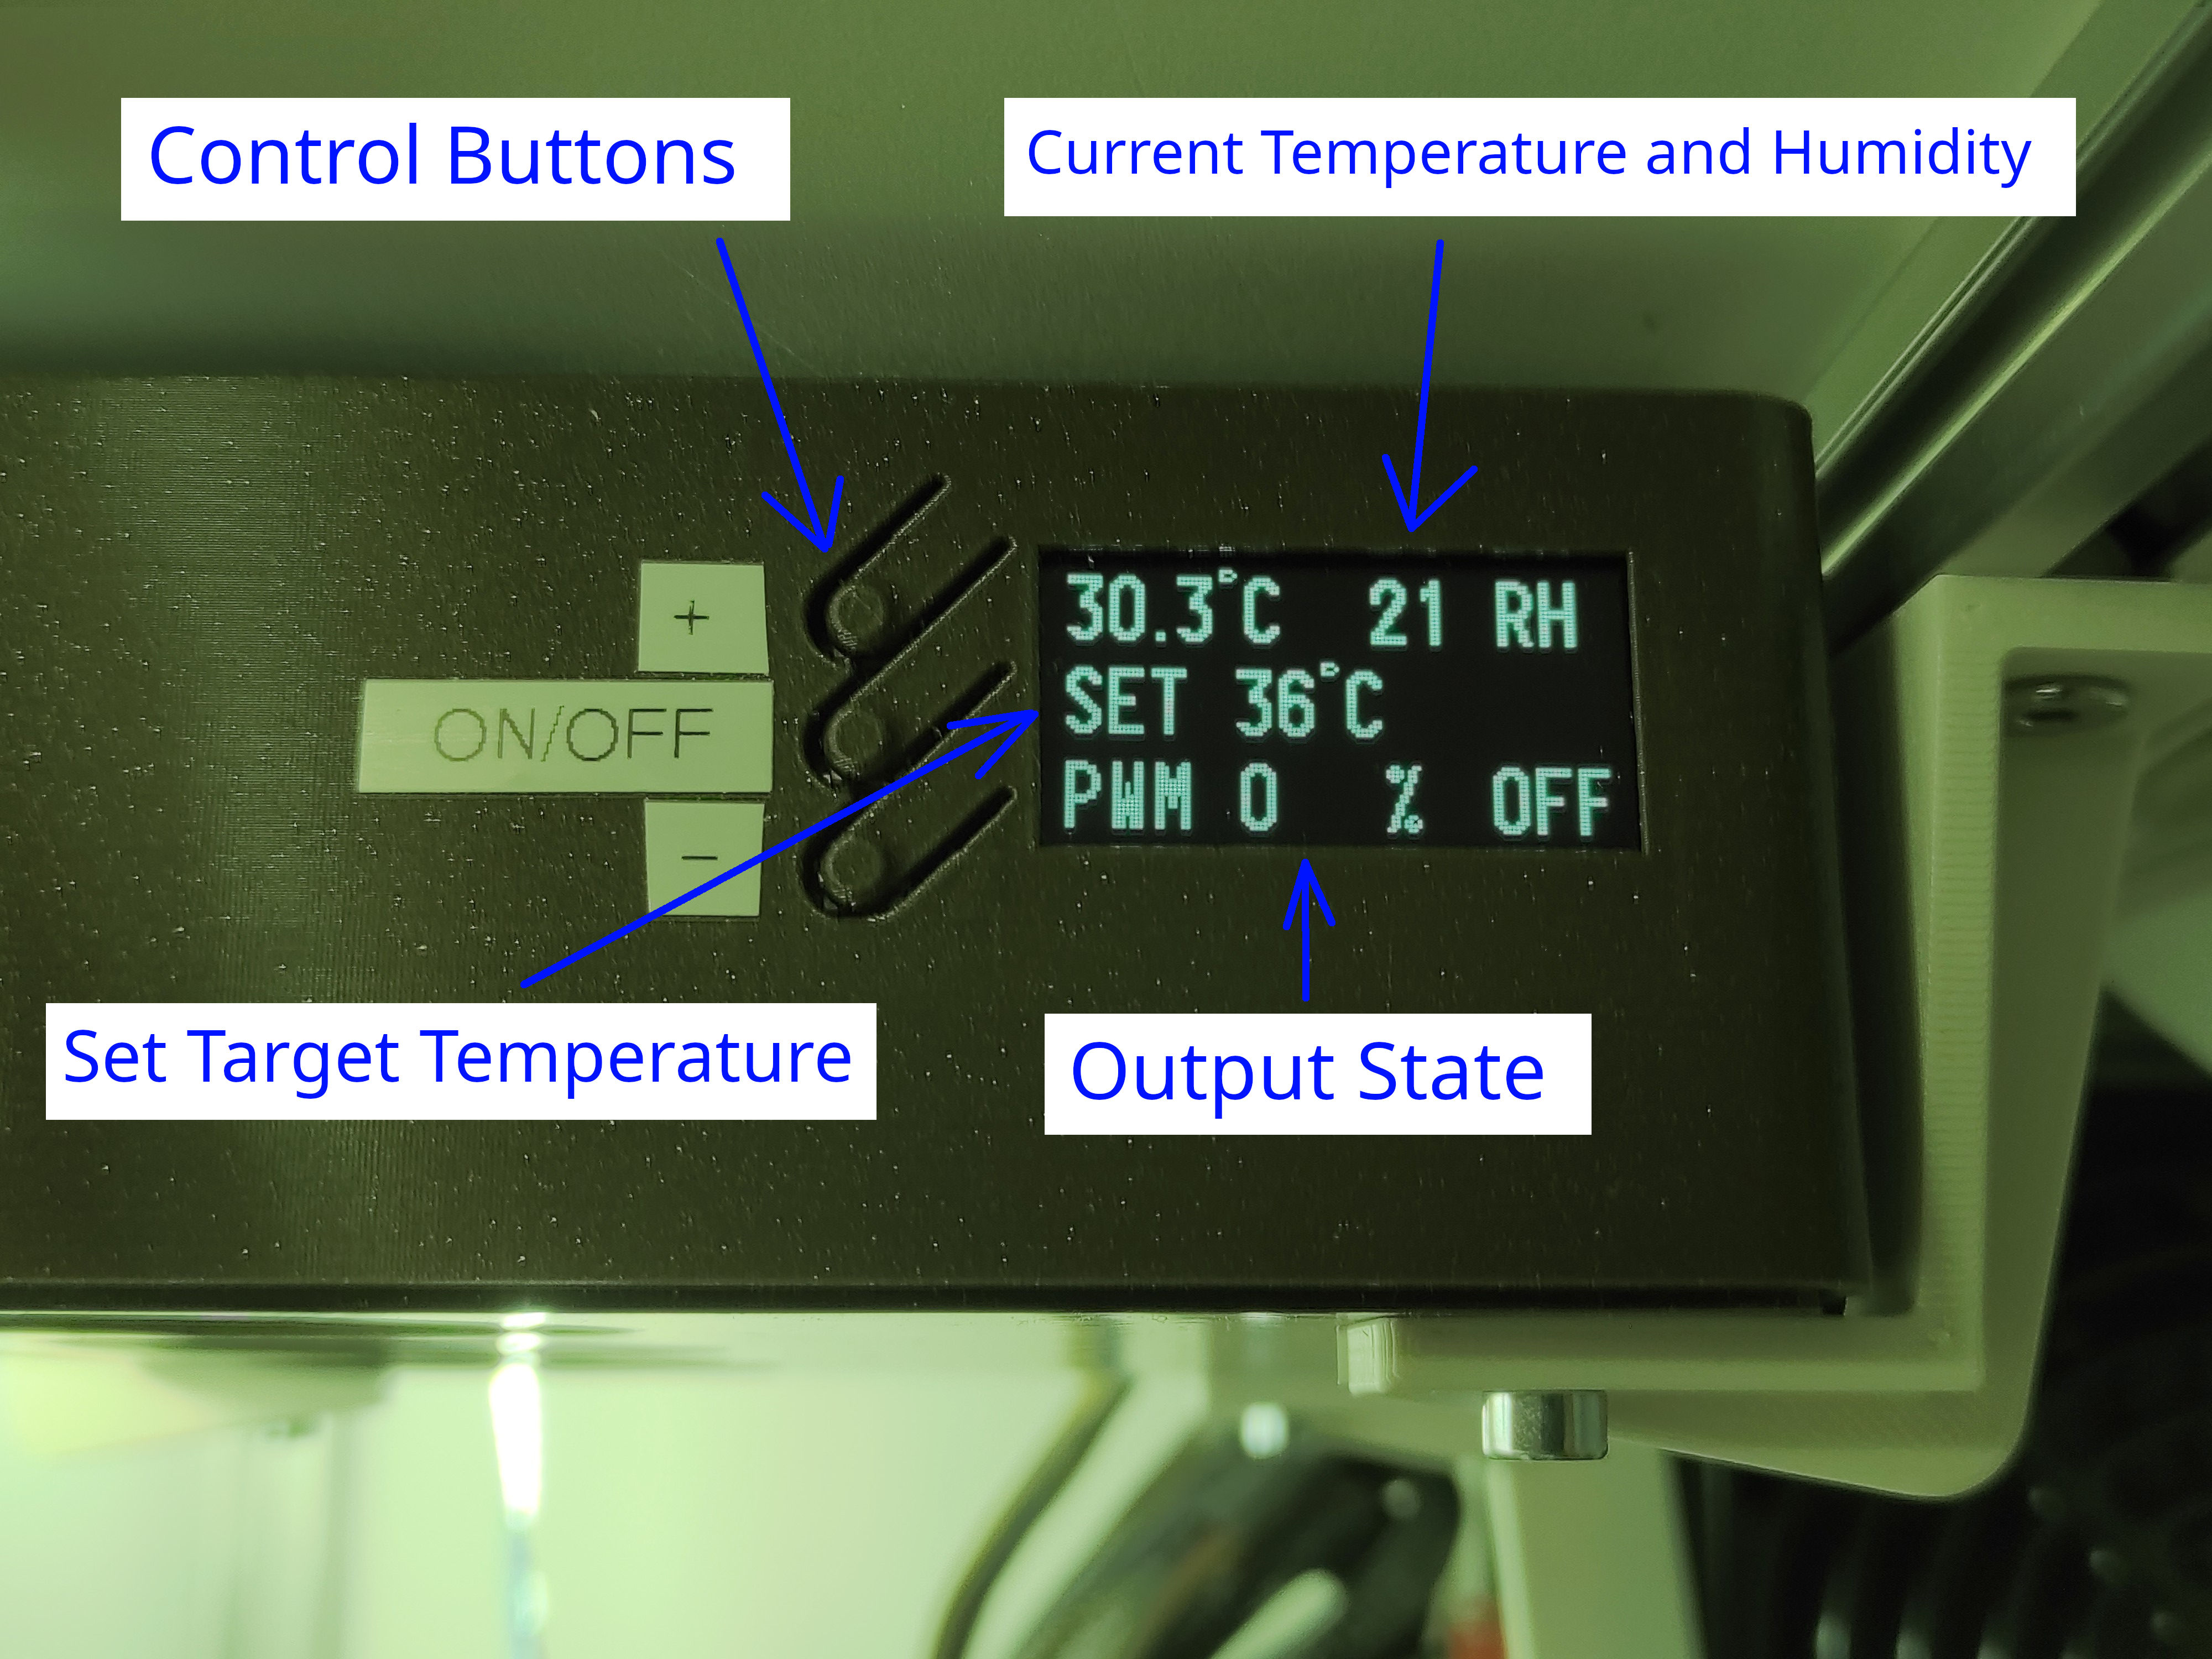 Control Buttons
Current Temperature and Humidity
+
ON/OFF
-
30.3°C 21 RH
SET 36°C
PWM 0 % OFF
Set Target Temperature
Output State